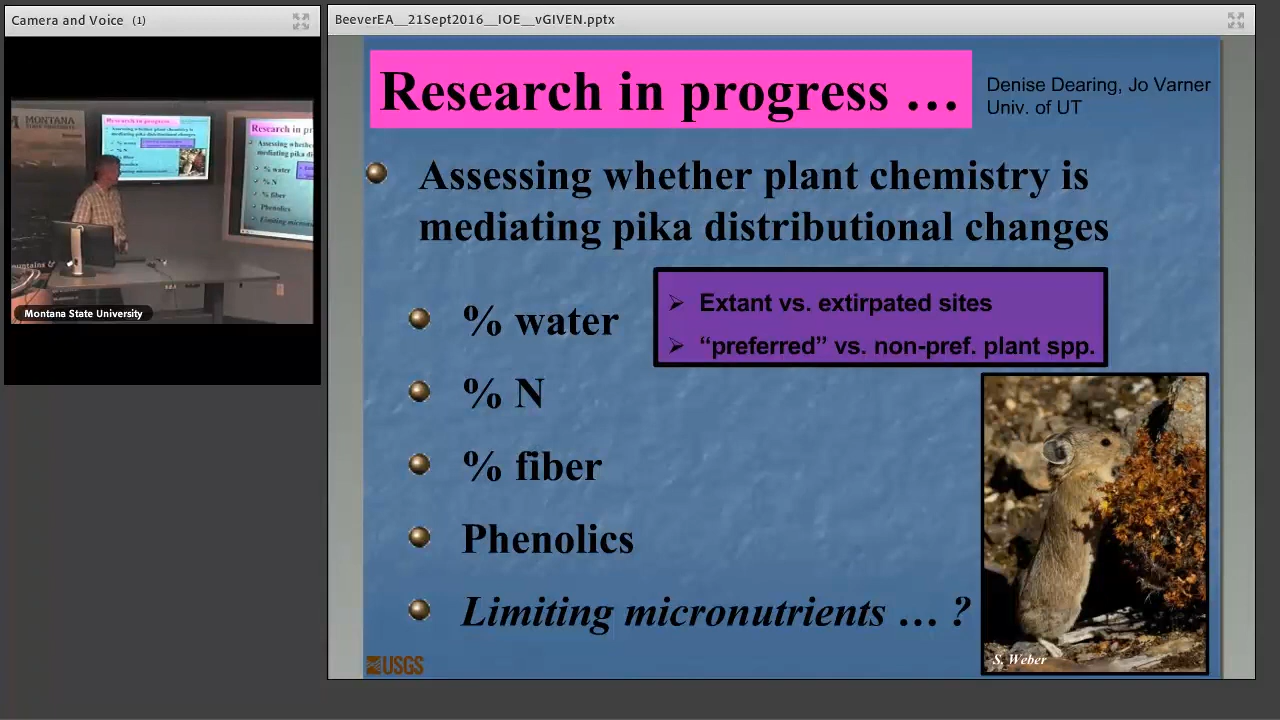 Camera and Voice (1)
MONTANA
Montana State University
BeeverEA__21Sept2016__IOE__vGIVEN.pptx
Research in progress …
Denise Dearing, Jo Varner
Univ. of UT
Assessing whether plant chemistry is
mediating pika distributional changes
% water
➢ Extant vs. extirpated sites
➢ “preferred” vs. non-pref. plant spp.
% N
% fiber
Phenolics
Limiting micronutrients … ?
S. Weber
USGS